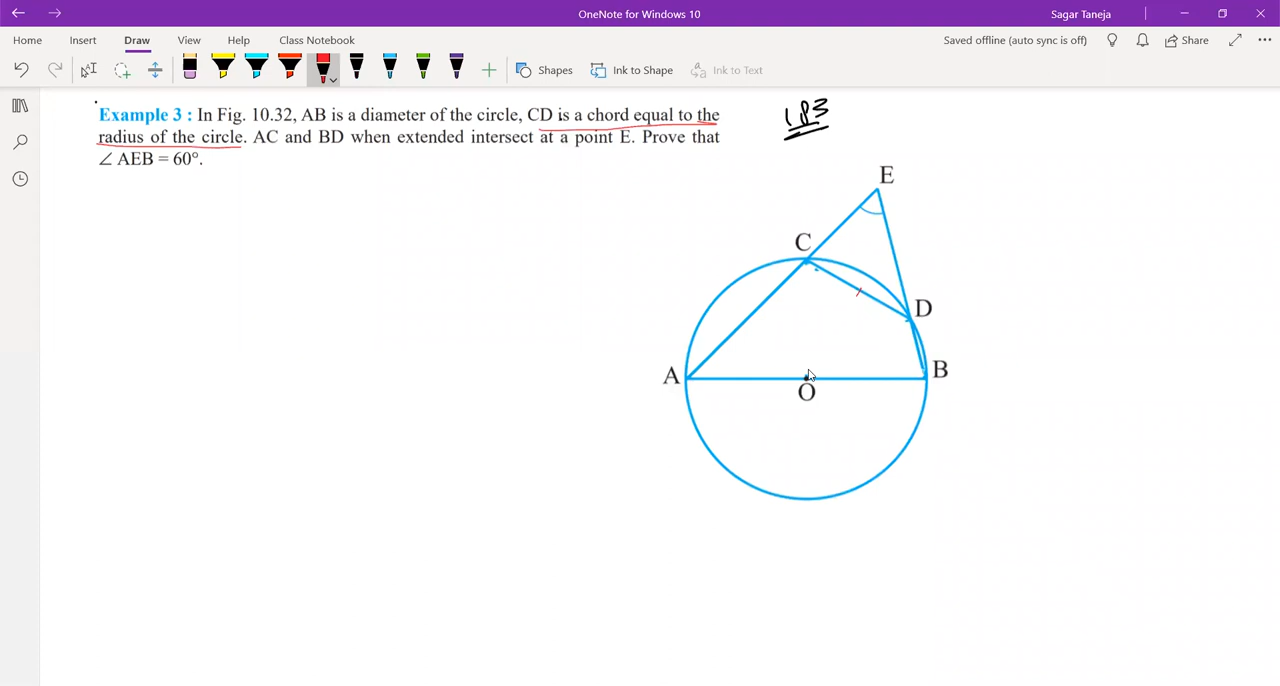 OneNote for Windows 10
Sagar Taneja
Home Insert Draw View Help Class Notebook
Saved offline (auto sync is off) Share
Shapes Ink to Shape Ink to Text
Example 3 : In Fig. 10.32, AB is a diameter of the circle, CD is a chord equal to the
radius of the circle. AC and BD when extended intersect at a point E. Prove that
∠ AEB = 60°.
183
E
C
D
A
B
O